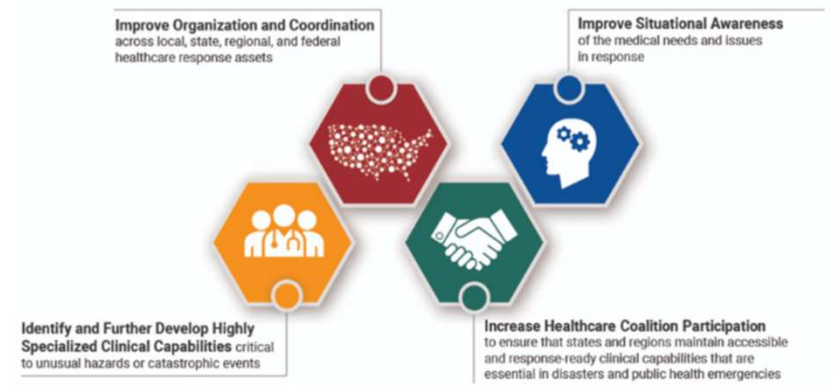 Improve Organization and Coordination
across local, state, regional, and federal
healthcare response assets
Improve Situational Awareness
of the medical needs and issues
in response
Identify and Further Develop Highly
Specialized Clinical Capabilities critical
to unusual hazards or catastrophic events
Increase Healthcare Coalition Participation
to ensure that states and regions maintain accessible
and response-ready clinical capabilities that are
essential in disasters and public health emergencies